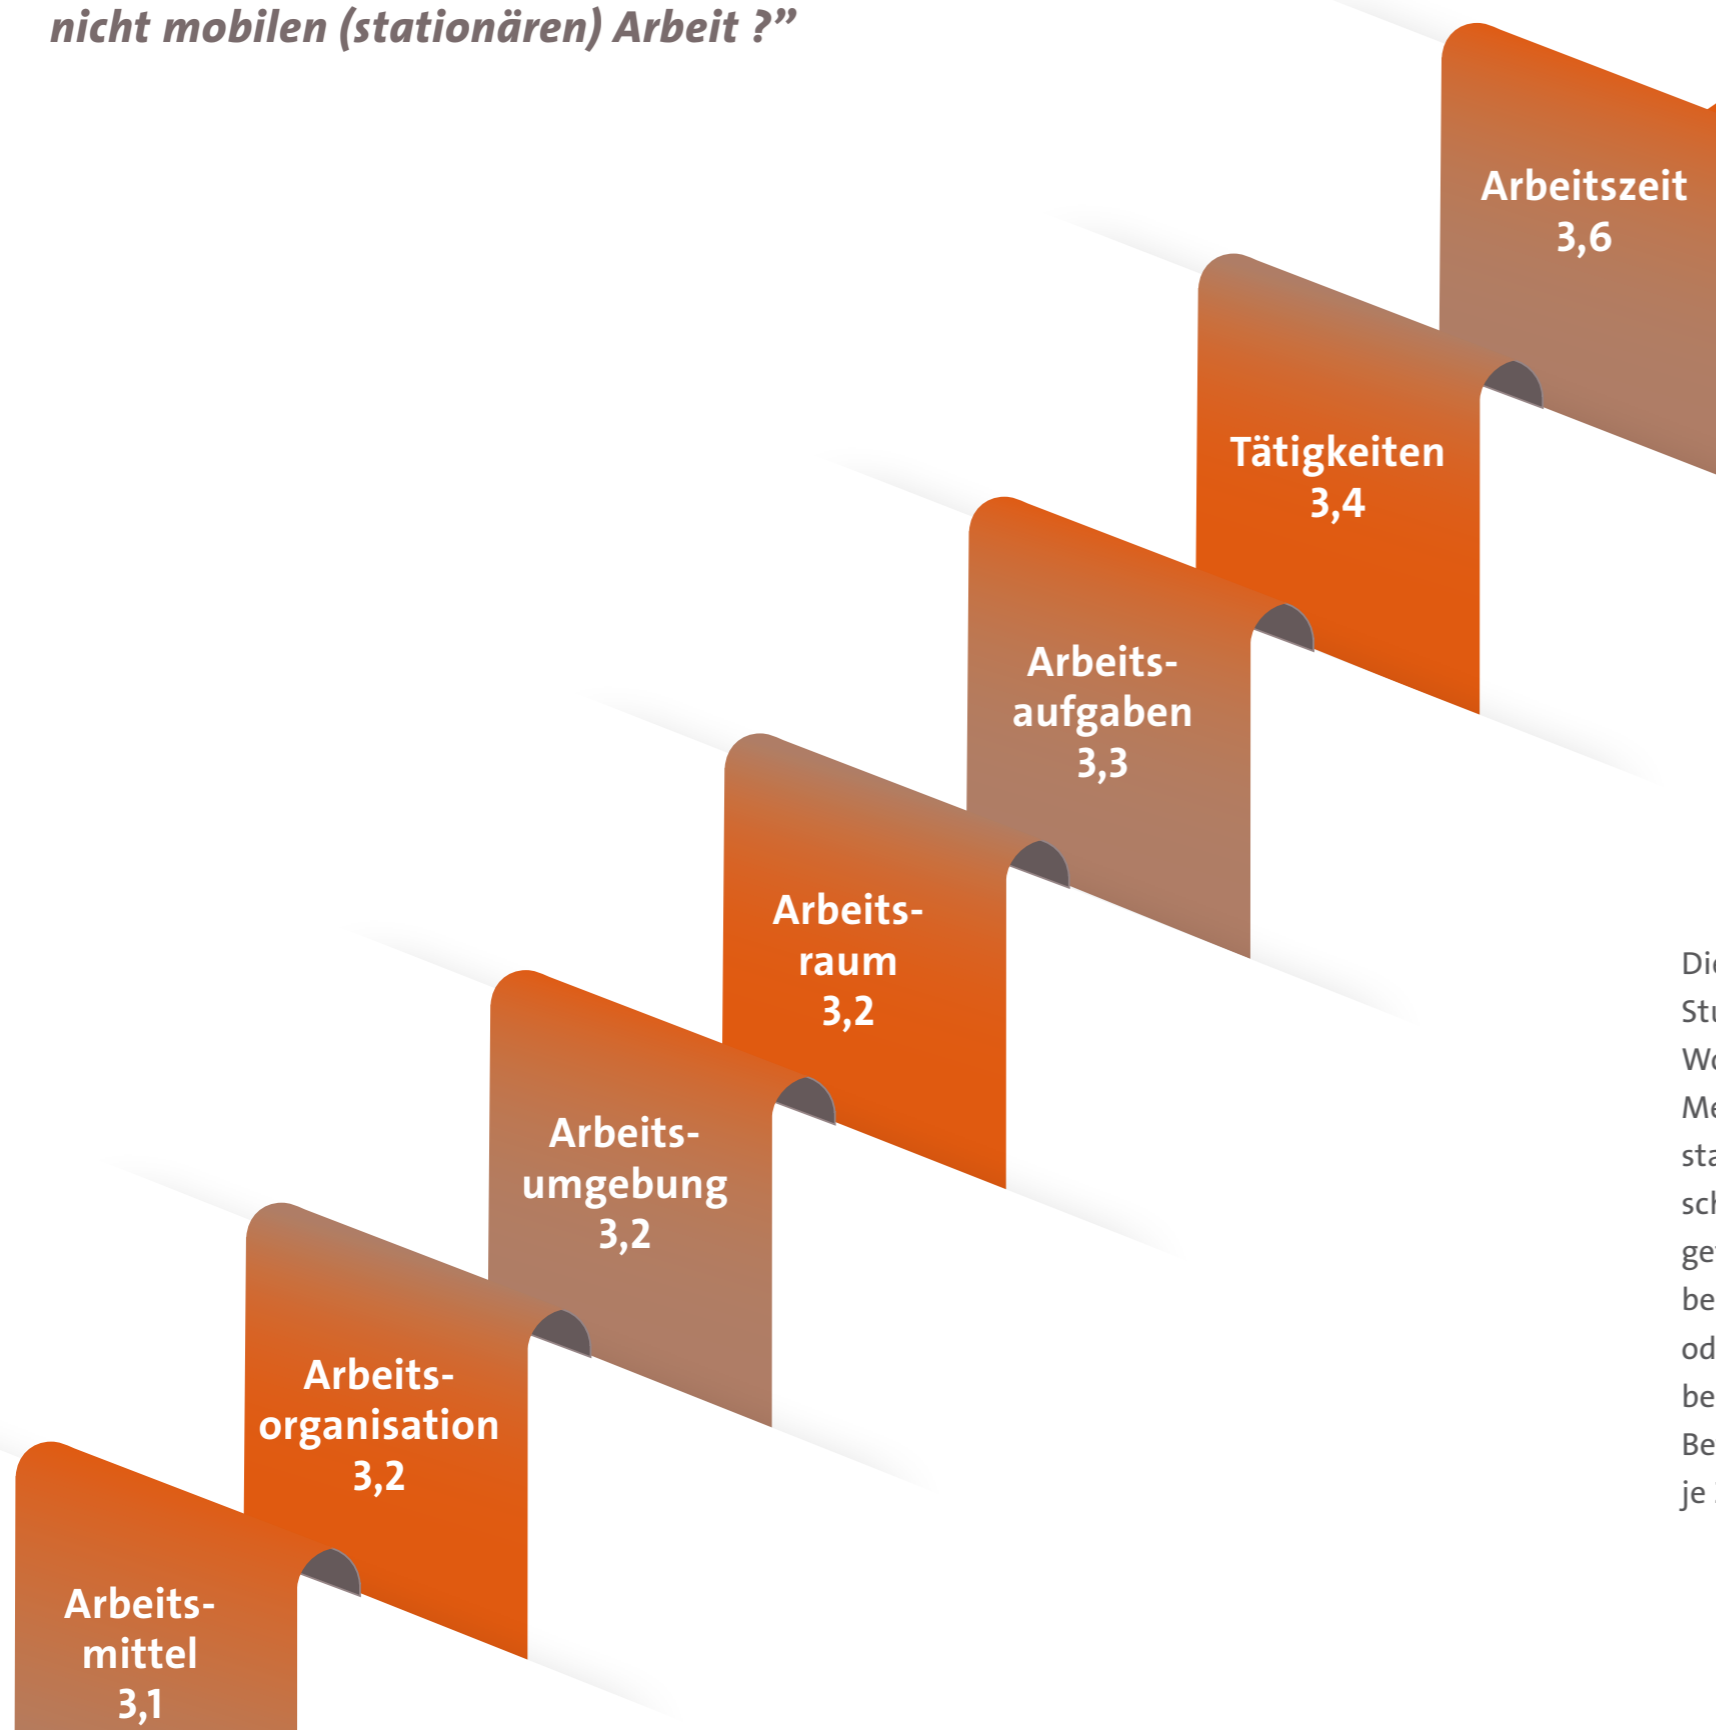 nicht mobilen (stationären) Arbeit ?”
Arbeitszeit
3,6
Tätigkeiten
3,4
Arbeits-
aufgaben
3,3
Arbeits-
raum
3,2
Arbeits-
umgebung
3,2
Arbeits-
organisation
3,2
Arbeits-
mittel
3,1
je